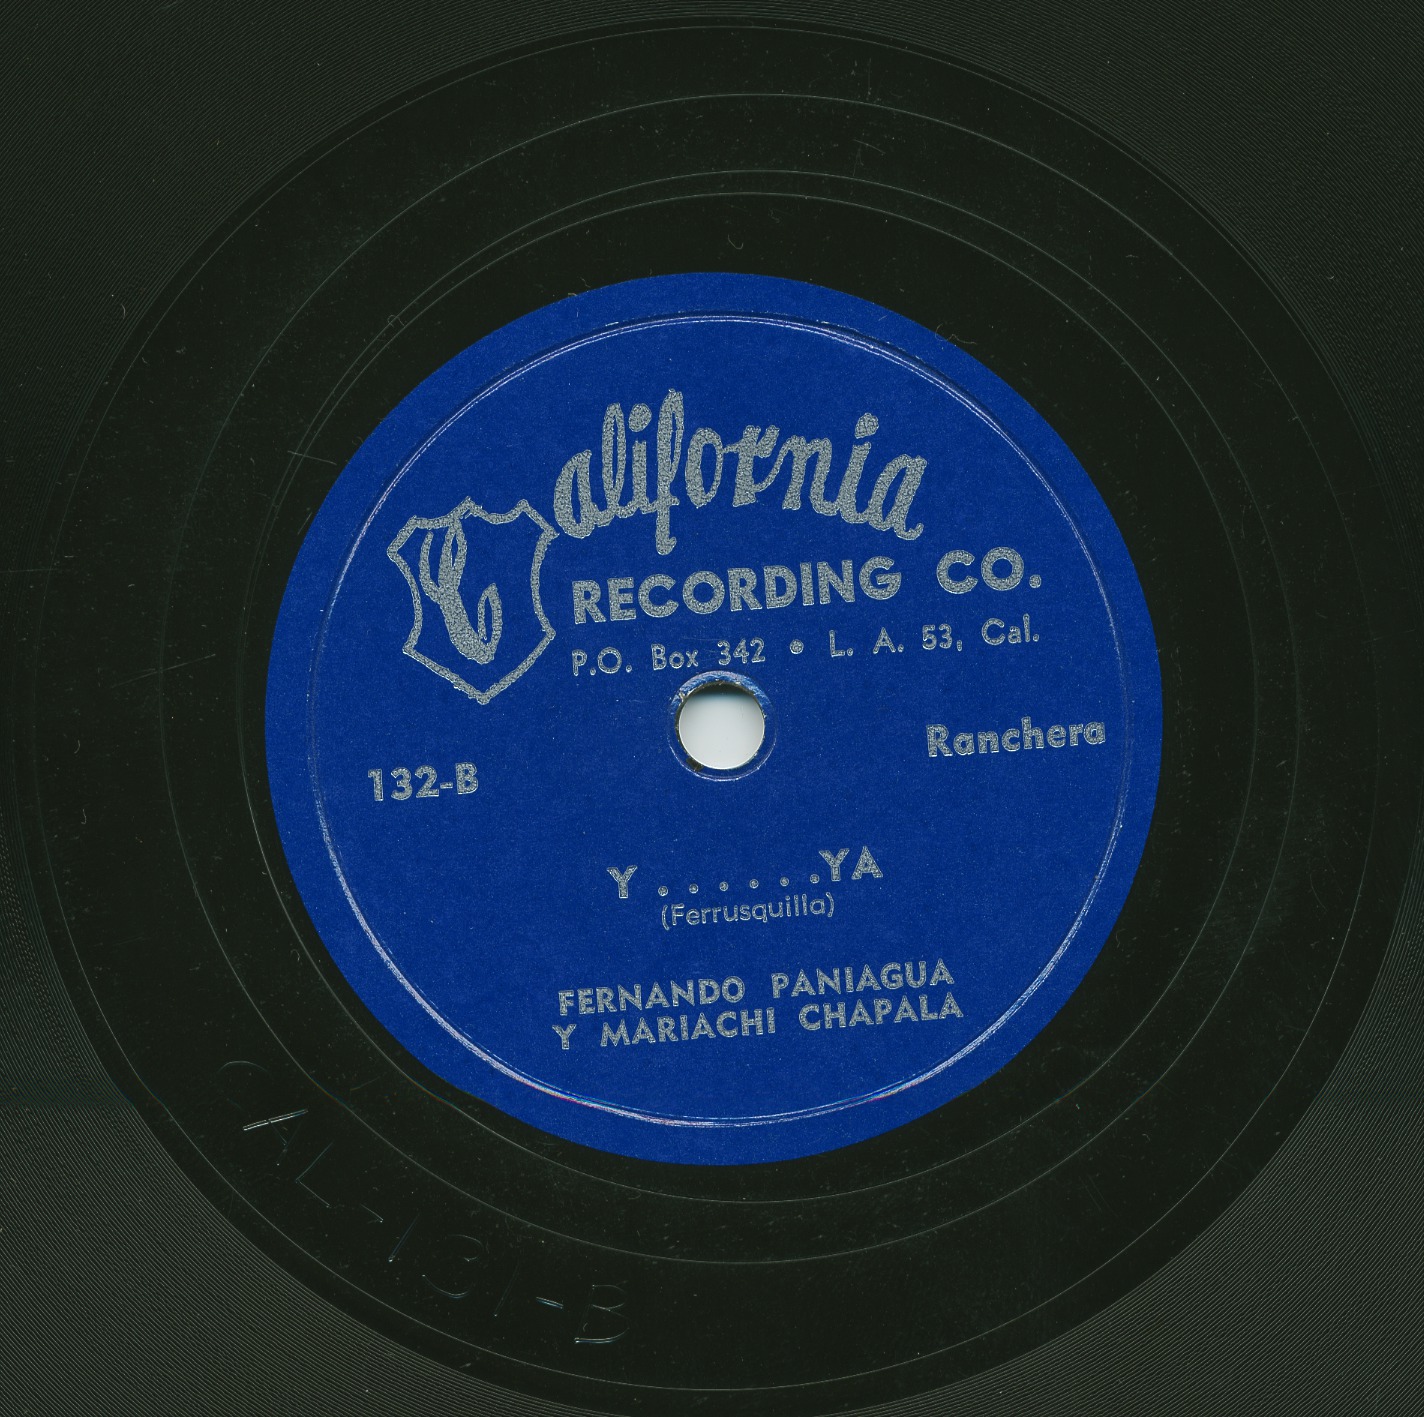 California
RECORDING CO.
P.O. Box 342 • L. A. 53, Cal.
Ranchera
132-B
Y . . . . . .YA
(Ferrusquilla)
FERNANDO PANIAGUA
Y MARIACHI CHAPALA
CAL-131-B